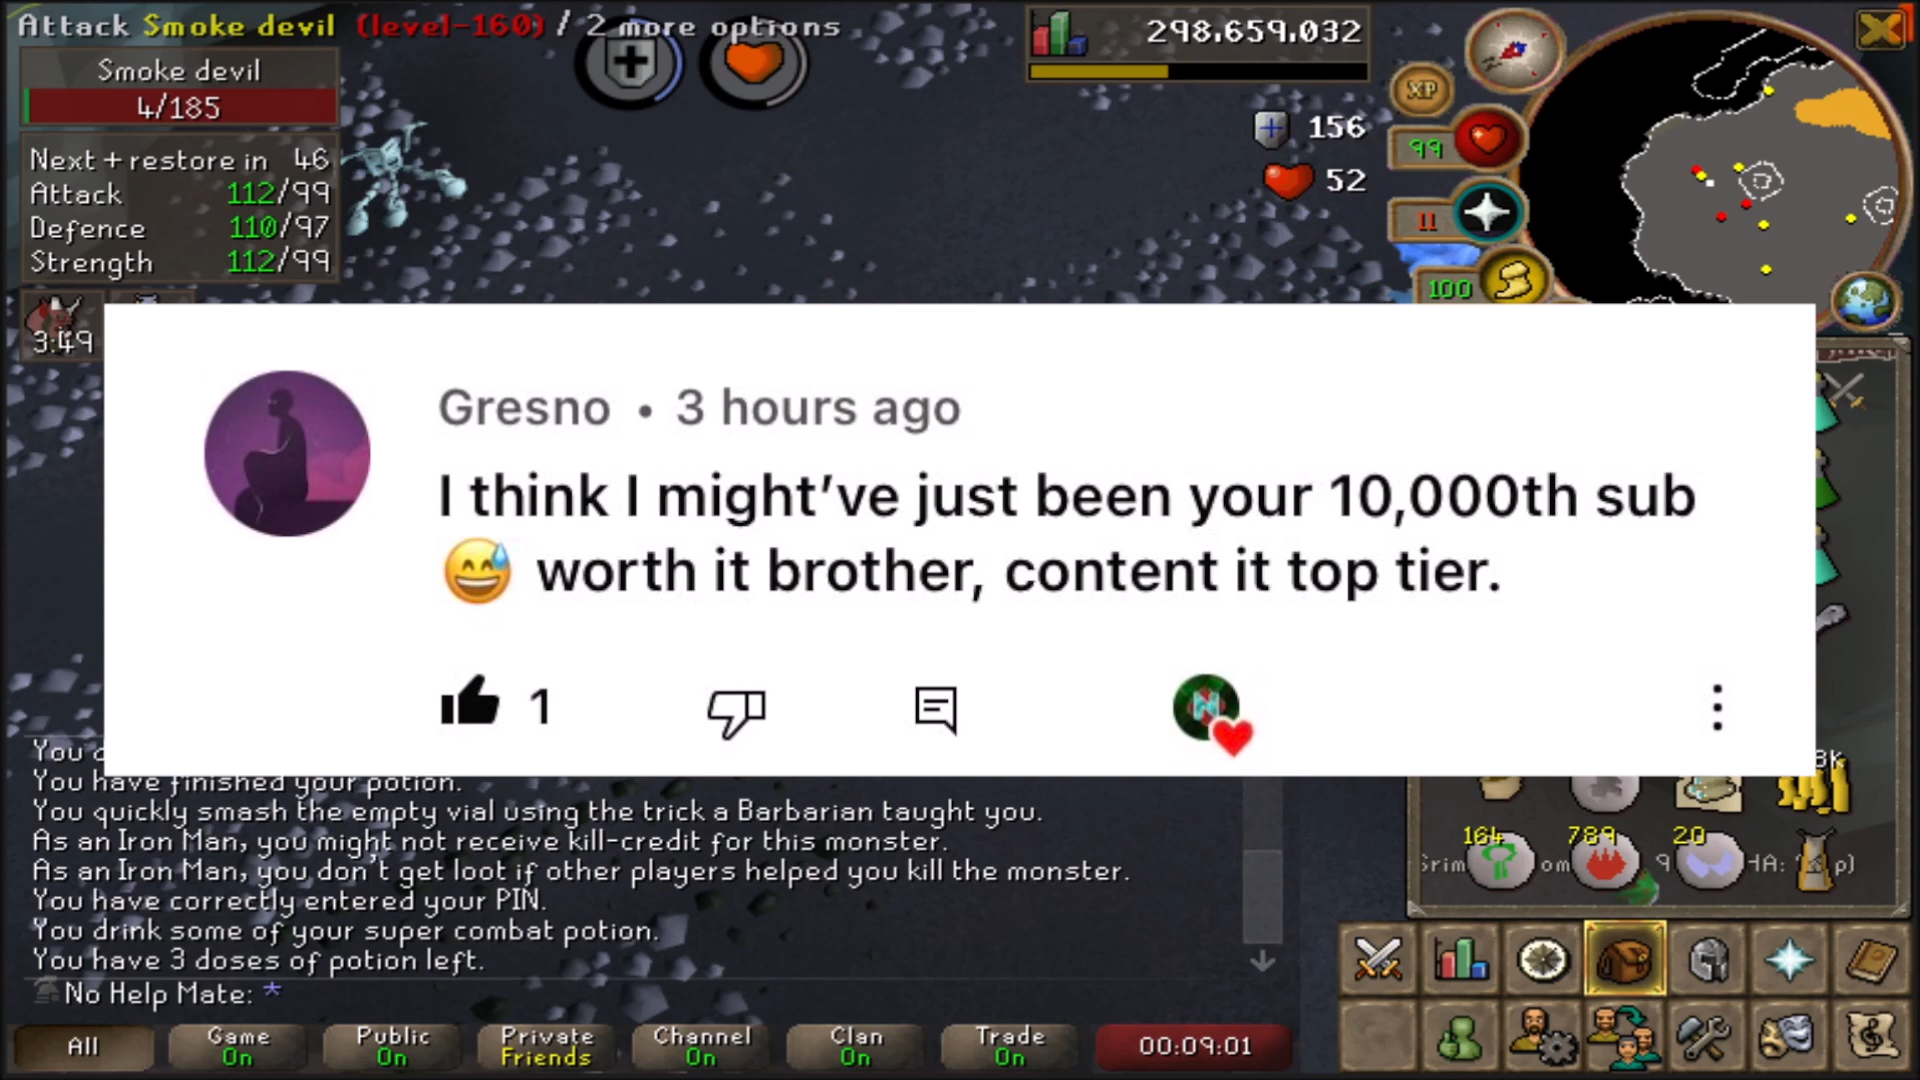 Attack Smoke devil (level-160) / 2 more options
Smoke devil
4/185
Next + restore in 46
Attack 112/99
Defence 110/97
Strength 112/99
3:49
298,659,032
156
52
XP
99
11
100
Gresno • 3 hours ago
I think I might've just been your 10,000th sub
😅 worth it brother, content it top tier.
1
You
You have finished your potion.
You quickly smash the empty vial using the trick a Barbarian taught you.
As an Iron Man, you might not receive kill-credit for this monster.
As an Iron Man, you don't get loot if other players helped you kill the monster.
You have correctly entered your PIN.
You drink some of your super combat potion.
You have 3 doses of potion left.
No Help Mate: *
164
789
20
All
Game
On
Public
On
Private
Friends
Channel
On
Clan
On
Trade
On
00:09:01